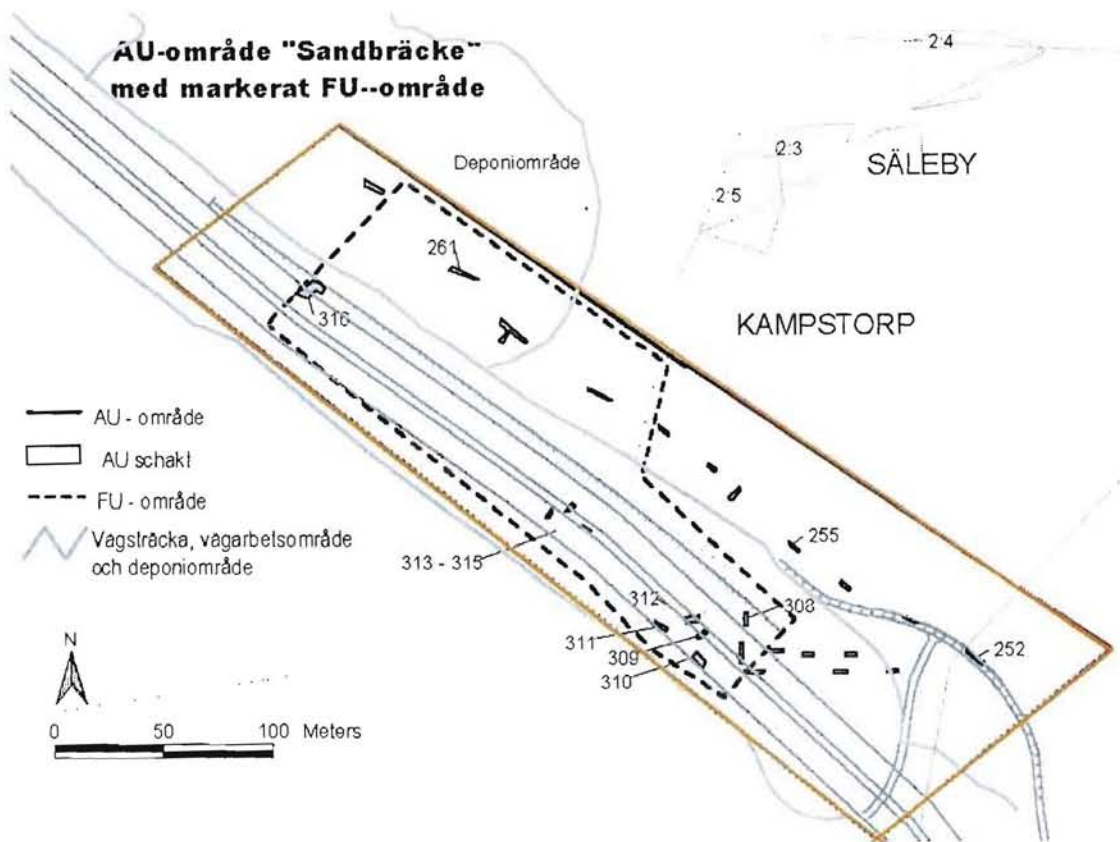 AU-område "Sandbräcke"
med markerat FU--område
2:4
2:3
SÄLEBY
Deponiområde
2:5
261
316
KAMPSTORP
AU - område
AU schakt
FU - område
Vägsträcka, vägarbetsområde
och deponiområde
313 - 315
255
312
308
311
309
252
310
N
0 50 100 Meters